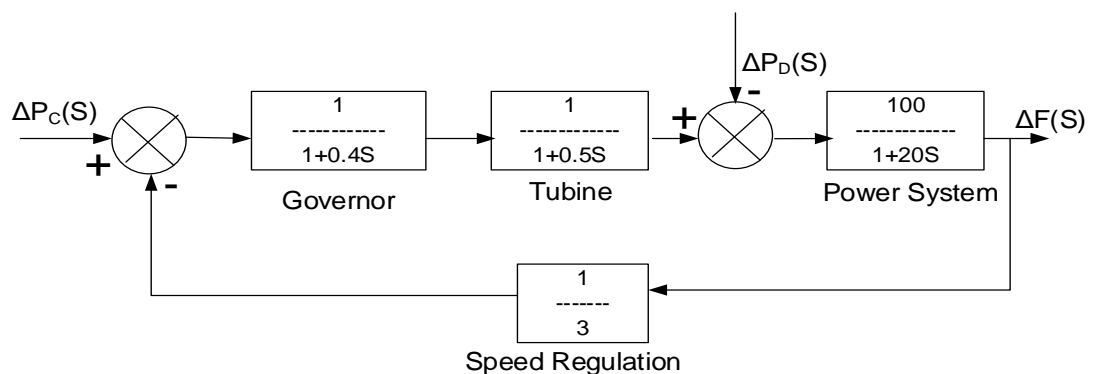 ΔP_D(S)
ΔP_C(S)
+
-
1
------------
1+0.4S
Governor
1
------------
1+0.5S
Tubine
+
-
100
------------
1+20S
Power System
ΔF(S)
1
-------
3
Speed Regulation